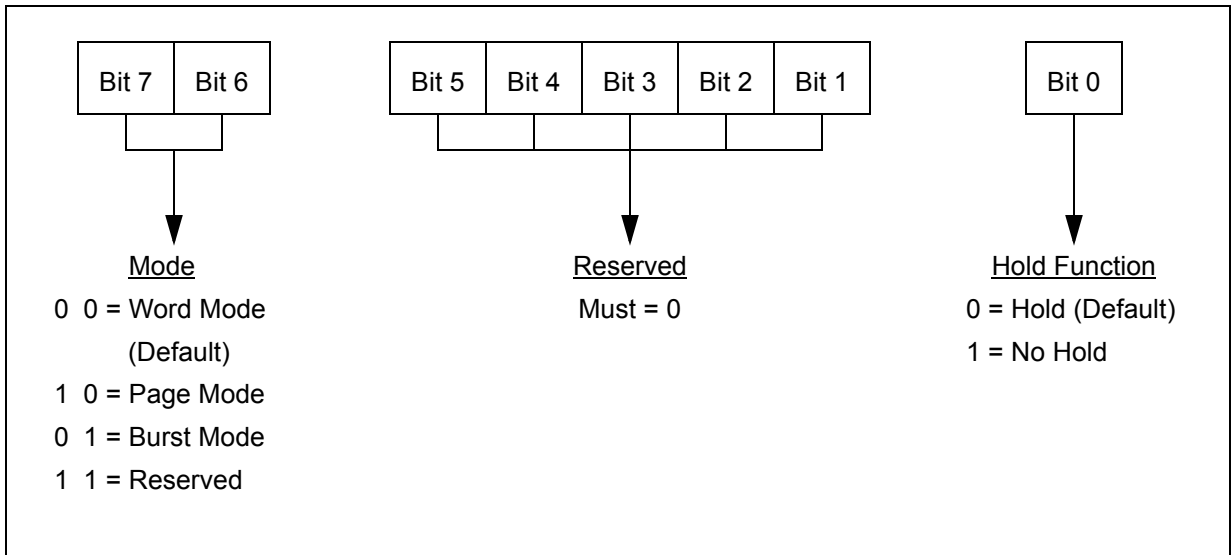 Bit 7 Bit 6 Bit 5 Bit 4 Bit 3 Bit 2 Bit 1 Bit 0
Mode
0 0 = Word Mode
(Default)
1 0 = Page Mode
0 1 = Burst Mode
1 1 = Reserved
Reserved
Must = 0
Hold Function
0 = Hold (Default)
1 = No Hold